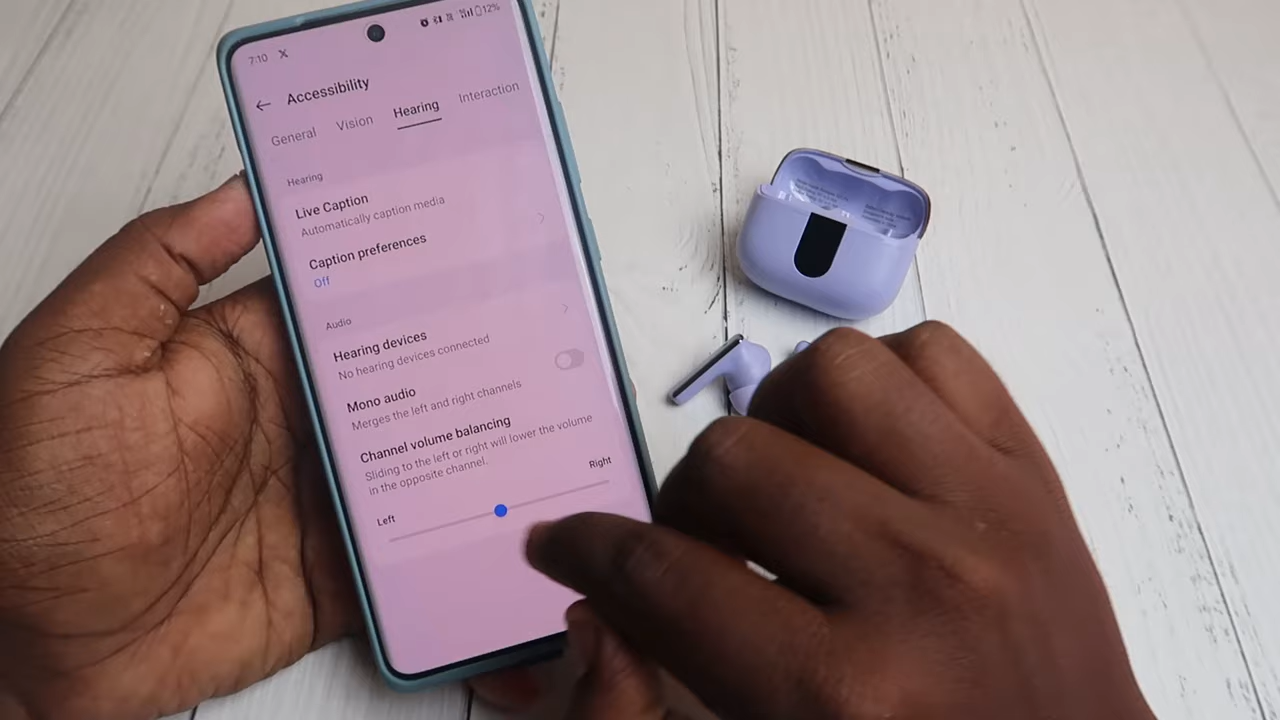 7:10 X 12%
Accessibility
General Vision Hearing Interaction
Hearing
Live Caption
Automatically caption media
Caption preferences
Off
Audio
Hearing devices
No hearing devices connected
Mono audio
Merges the left and right channels
Channel volume balancing
Sliding to the left or right will lower the volume
in the opposite channel.
Left Right